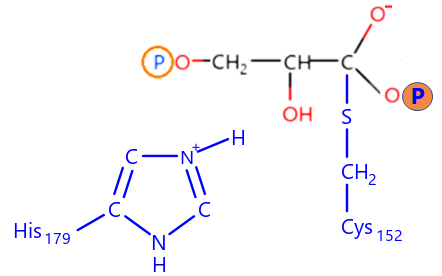 O⁻
P O CH₂ CH C
O P
OH
S
H
C N⁺
CH₂
C C
His₁₇₉ Cys₁₅₂
N
H